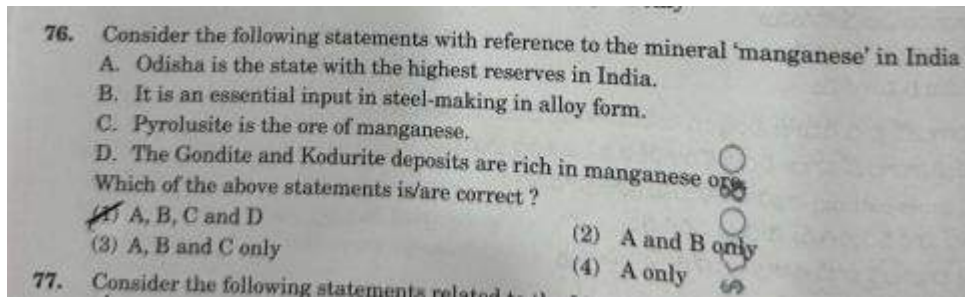 76. Consider the following statements with reference to the mineral 'manganese' in India
A. Odisha is the state with the highest reserves in India.
B. It is an essential input in steel-making in alloy form.
C. Pyrolusite is the ore of manganese.
D. The Gondite and Kodurite deposits are rich in manganese ore.
Which of the above statements is/are correct ?
(1) A, B, C and D
(2) A and B only
(3) A, B and C only
(4) A only
77. Consider the following statements related